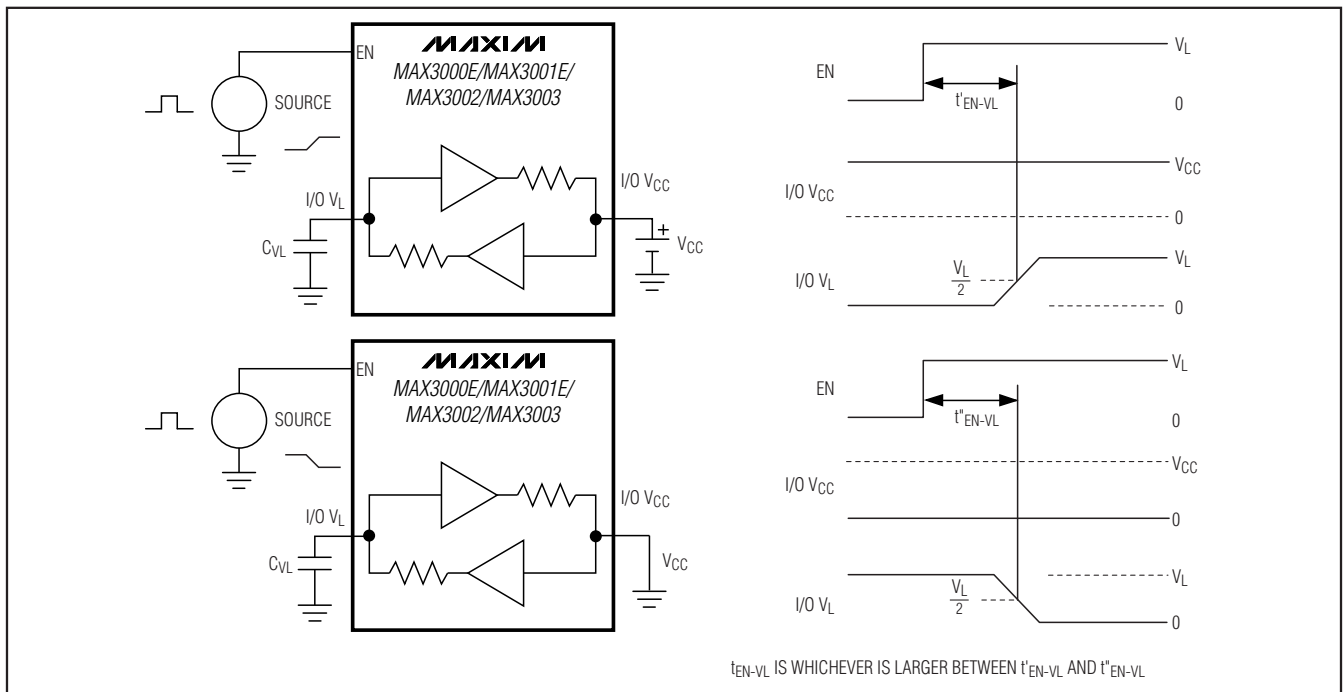 EN
MAXIM
MAX3000E/MAX3001E/
MAX3002/MAX3003
SOURCE
I/O VL
I/O VCC
CVL
+
VCC
EN
VL
t'EN-VL
0
I/O VCC
VCC
0
I/O VL
VL
2
VL
0
EN
MAXIM
MAX3000E/MAX3001E/
MAX3002/MAX3003
SOURCE
I/O VL
I/O VCC
CVL
VCC
EN
VL
t"EN-VL
0
I/O VCC
VCC
0
I/O VL
VL
2
VL
0
tEN-VL IS WHICHEVER IS LARGER BETWEEN t'EN-VL AND t"EN-VL